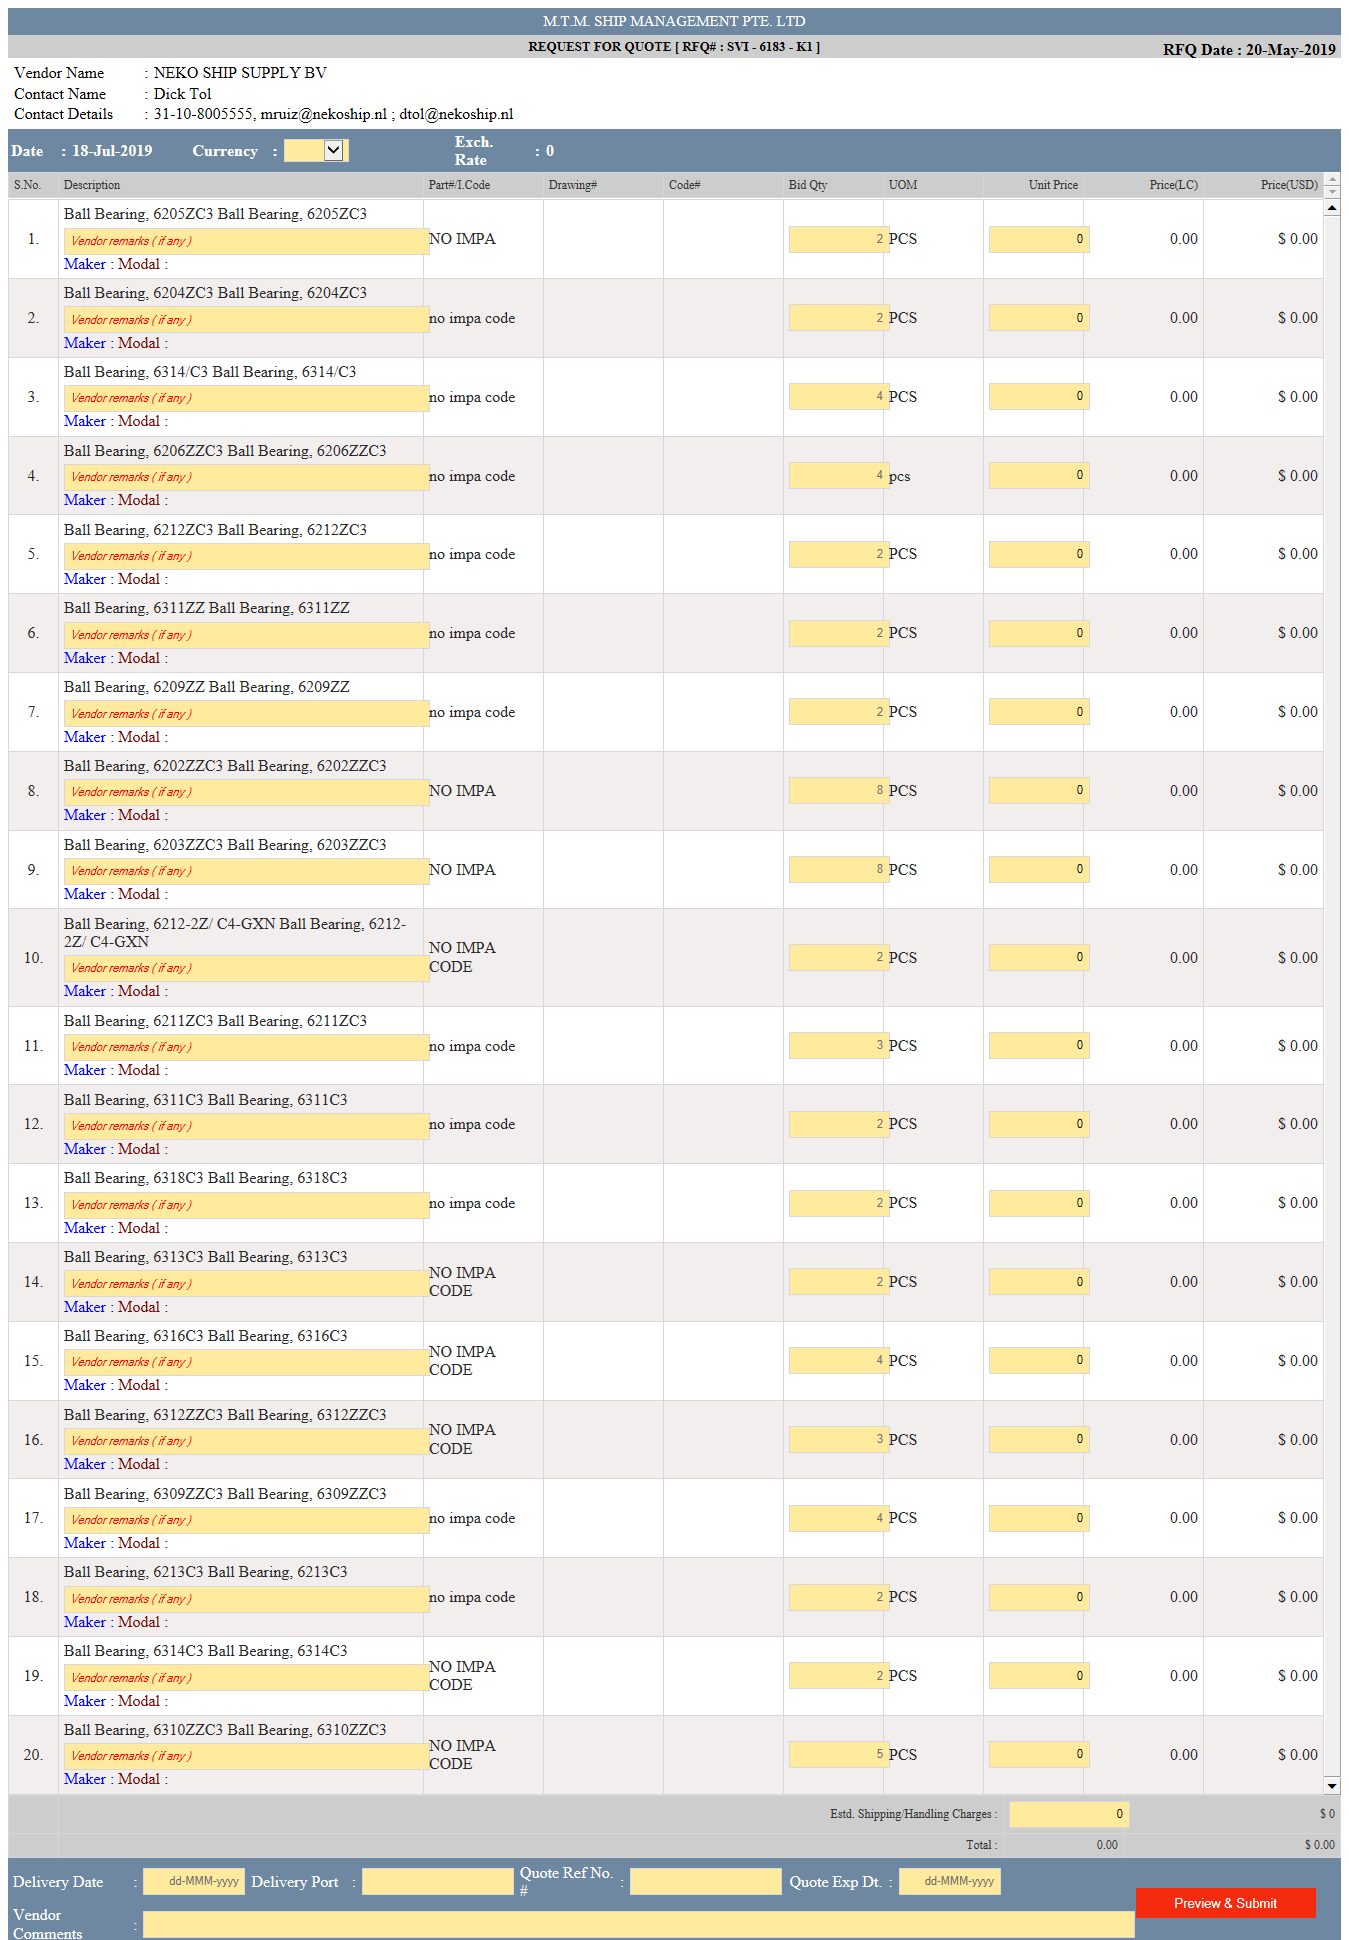 M.T.M. SHIP MANAGEMENT PTE. LTD
REQUEST FOR QUOTE [ RFQ# : SVI - 6183 - K1 ]
RFQ Date : 20-May-2019
Vendor Name : NEKO SHIP SUPPLY BV
Contact Name : Dick Tol
Contact Details : 31-10-8005555, mruiz@nekoship.nl ; dtol@nekoship.nl
Date : 18-Jul-2019 Currency : Exch. Rate : 0
S.No. Description Part#/I.Code Drawing# Code# Bid Qty UOM Unit Price Price(LC) Price(USD)
Ball Bearing, 6205ZC3 Ball Bearing, 6205ZC3
1. Vendor remarks ( if any ) NO IMPA 2 PCS 0 0.00 $ 0.00
Maker : Modal :
Ball Bearing, 6204ZC3 Ball Bearing, 6204ZC3
2. Vendor remarks ( if any ) no impa code 2 PCS 0 0.00 $ 0.00
Maker : Modal :
Ball Bearing, 6314/C3 Ball Bearing, 6314/C3
3. Vendor remarks ( if any ) no impa code 4 PCS 0 0.00 $ 0.00
Maker : Modal :
Ball Bearing, 6206ZZC3 Ball Bearing, 6206ZZC3
4. Vendor remarks ( if any ) no impa code 4 pcs 0 0.00 $ 0.00
Maker : Modal :
Ball Bearing, 6212ZC3 Ball Bearing, 6212ZC3
5. Vendor remarks ( if any ) no impa code 2 PCS 0 0.00 $ 0.00
Maker : Modal :
Ball Bearing, 6311ZZ Ball Bearing, 6311ZZ
6. Vendor remarks ( if any ) no impa code 2 PCS 0 0.00 $ 0.00
Maker : Modal :
Ball Bearing, 6209ZZ Ball Bearing, 6209ZZ
7. Vendor remarks ( if any ) no impa code 2 PCS 0 0.00 $ 0.00
Maker : Modal :
Ball Bearing, 6202ZZC3 Ball Bearing, 6202ZZC3
8. Vendor remarks ( if any ) NO IMPA 8 PCS 0 0.00 $ 0.00
Maker : Modal :
Ball Bearing, 6203ZZC3 Ball Bearing, 6203ZZC3
9. Vendor remarks ( if any ) NO IMPA 8 PCS 0 0.00 $ 0.00
Maker : Modal :
Ball Bearing, 6212-2Z/ C4-GXN Ball Bearing, 6212-
2Z/ C4-GXN
10. Vendor remarks ( if any ) NO IMPA CODE 2 PCS 0 0.00 $ 0.00
Maker : Modal :
Ball Bearing, 6211ZC3 Ball Bearing, 6211ZC3
11. Vendor remarks ( if any ) no impa code 3 PCS 0 0.00 $ 0.00
Maker : Modal :
Ball Bearing, 6311C3 Ball Bearing, 6311C3
12. Vendor remarks ( if any ) no impa code 2 PCS 0 0.00 $ 0.00
Maker : Modal :
Ball Bearing, 6318C3 Ball Bearing, 6318C3
13. Vendor remarks ( if any ) no impa code 2 PCS 0 0.00 $ 0.00
Maker : Modal :
Ball Bearing, 6313C3 Ball Bearing, 6313C3
14. Vendor remarks ( if any ) NO IMPA CODE 2 PCS 0 0.00 $ 0.00
Maker : Modal :
Ball Bearing, 6316C3 Ball Bearing, 6316C3
15. Vendor remarks ( if any ) NO IMPA CODE 4 PCS 0 0.00 $ 0.00
Maker : Modal :
Ball Bearing, 6312ZZC3 Ball Bearing, 6312ZZC3
16. Vendor remarks ( if any ) NO IMPA CODE 3 PCS 0 0.00 $ 0.00
Maker : Modal :
Ball Bearing, 6309ZZC3 Ball Bearing, 6309ZZC3
17. Vendor remarks ( if any ) no impa code 4 PCS 0 0.00 $ 0.00
Maker : Modal :
Ball Bearing, 6213C3 Ball Bearing, 6213C3
18. Vendor remarks ( if any ) no impa code 2 PCS 0 0.00 $ 0.00
Maker : Modal :
Ball Bearing, 6314C3 Ball Bearing, 6314C3
19. Vendor remarks ( if any ) NO IMPA CODE 2 PCS 0 0.00 $ 0.00
Maker : Modal :
Ball Bearing, 6310ZZC3 Ball Bearing, 6310ZZC3
20. Vendor remarks ( if any ) NO IMPA CODE 5 PCS 0 0.00 $ 0.00
Maker : Modal :
Estd. Shipping/Handling Charges : 0 $ 0
Total : 0.00 $ 0.00
Delivery Date : dd-MMM-yyyy Delivery Port : Quote Ref No. # : Quote Exp Dt. : dd-MMM-yyyy
Preview & Submit
Vendor Comments :